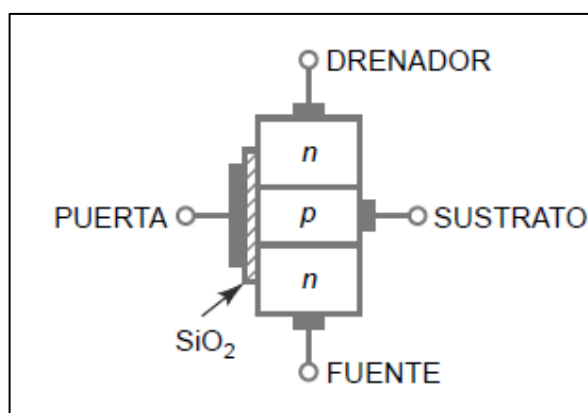 DRENADOR
n
PUERTA
p
SUSTRATO
n
SiO₂
FUENTE